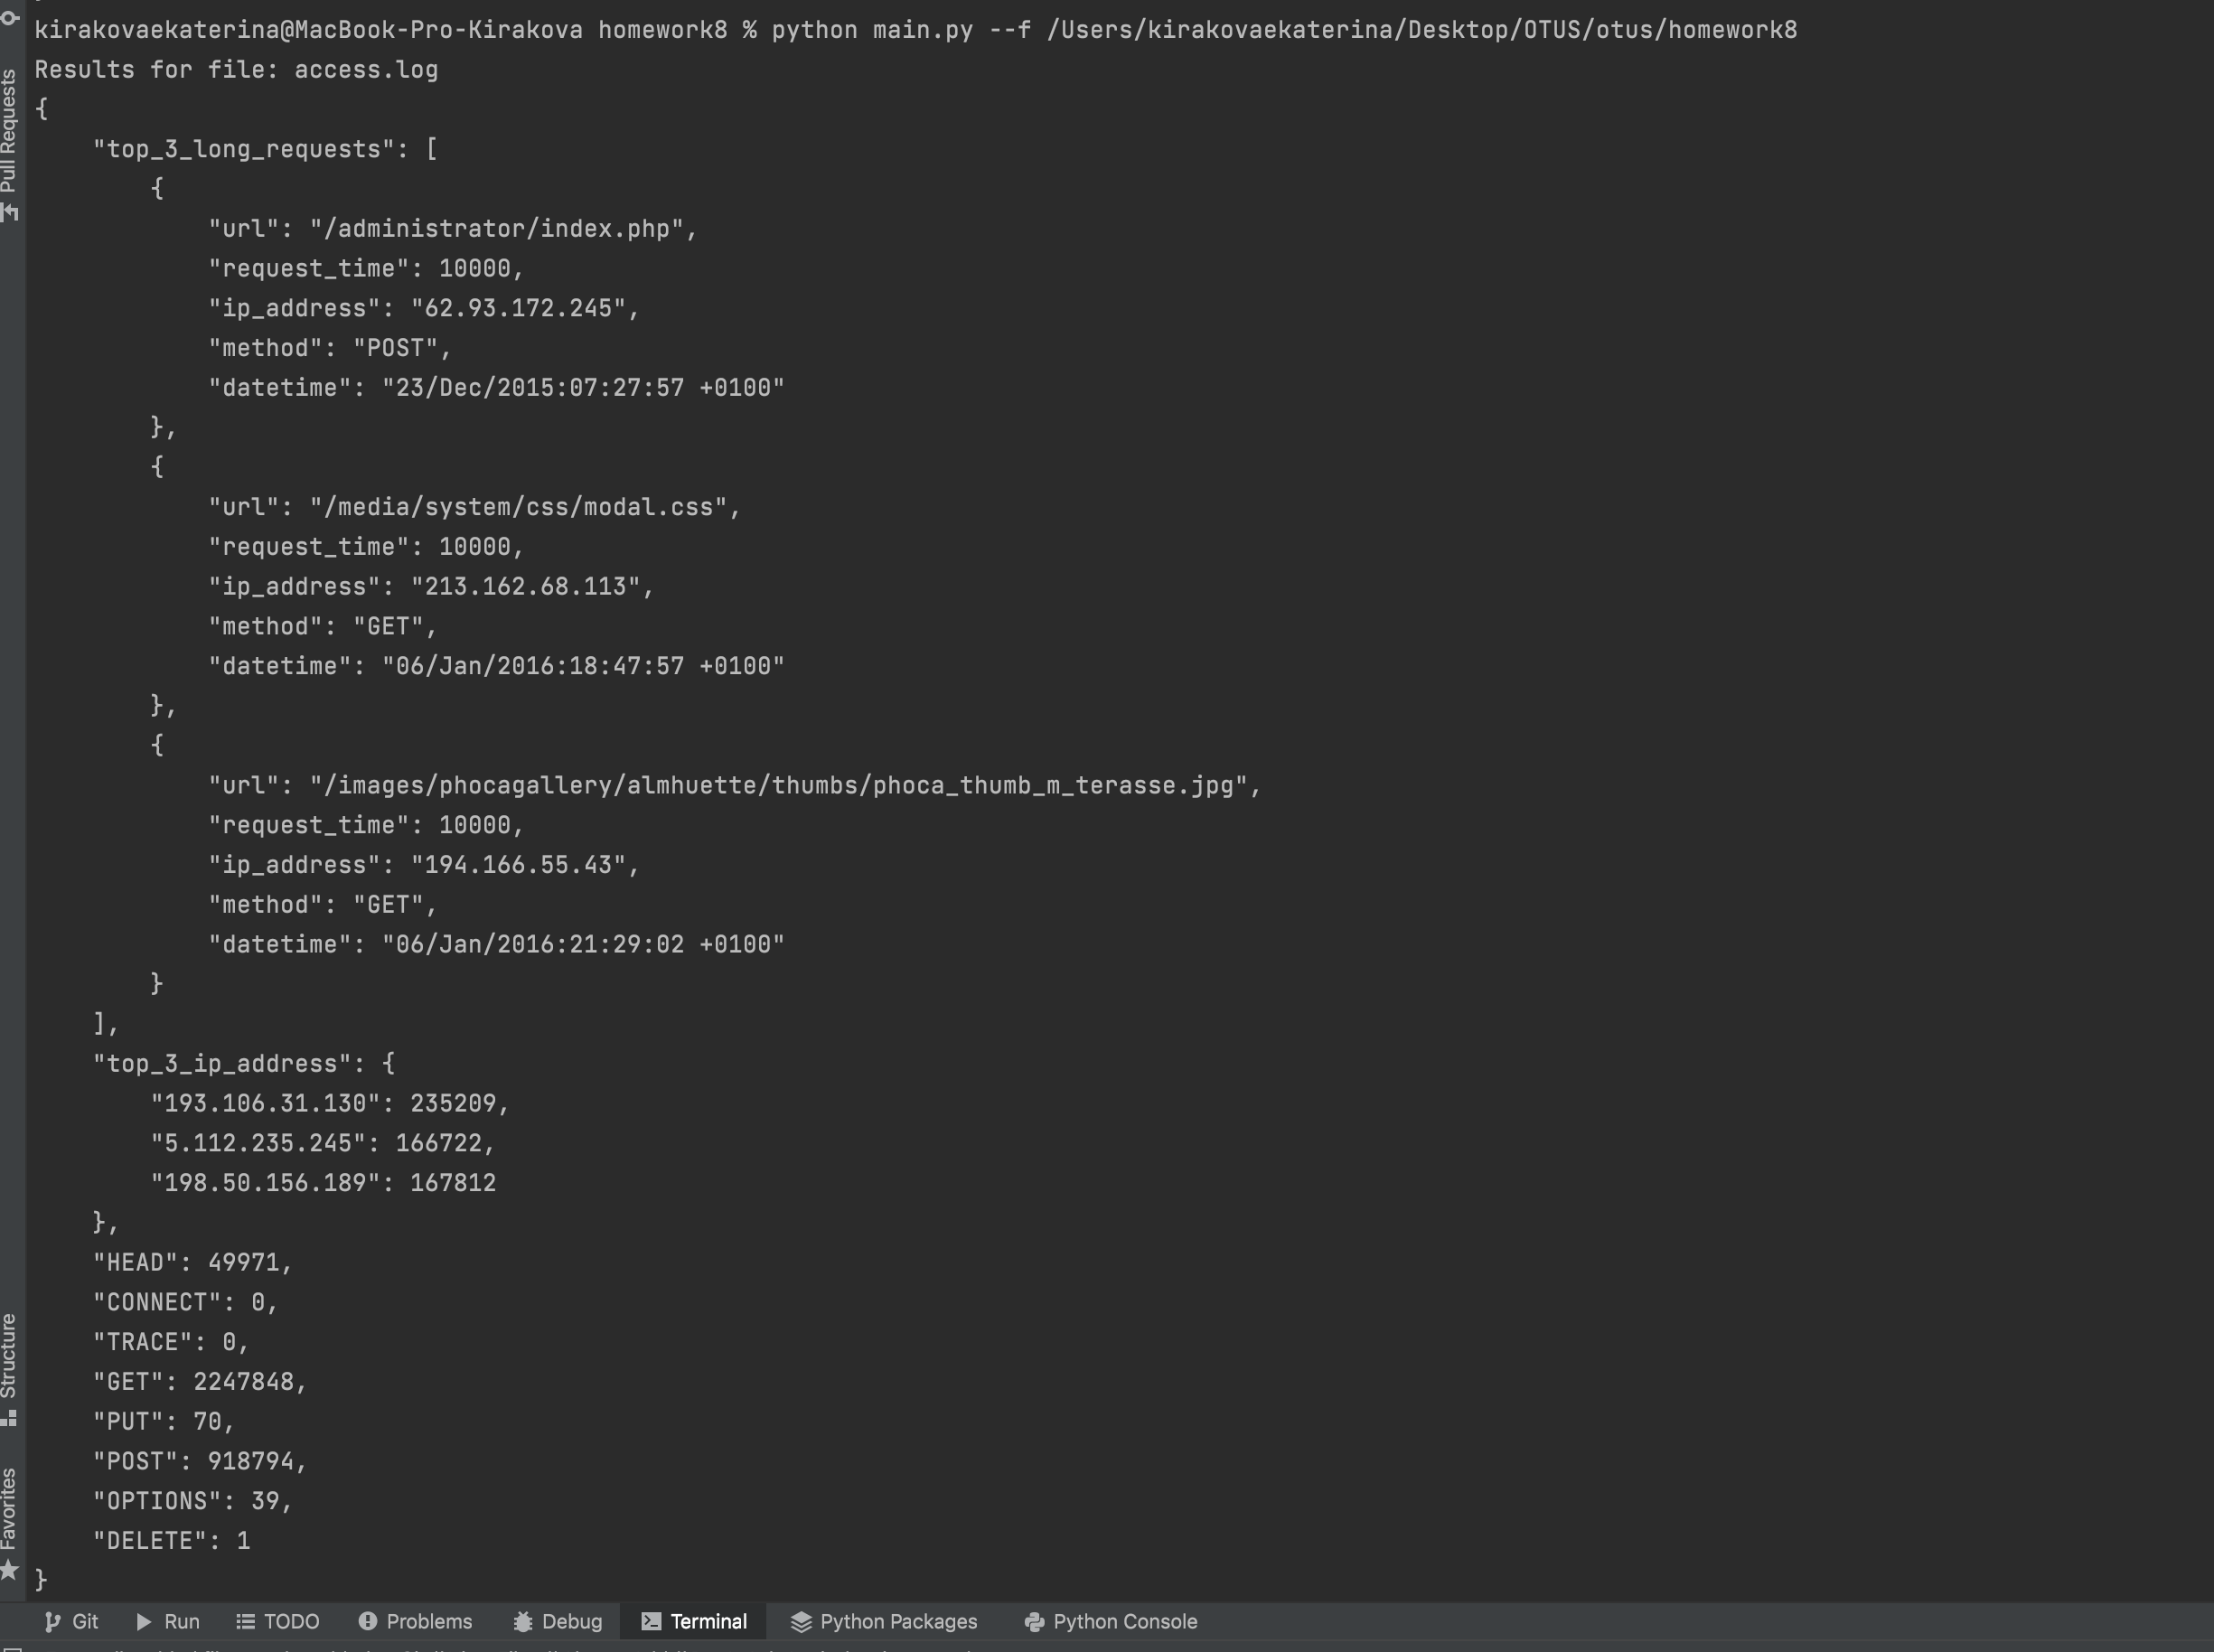 kirakovaekaterina@MacBook-Pro-Kirakova homework8 % python main.py --f /Users/kirakovaekaterina/Desktop/OTUS/otus/homework8
Results for file: access.log
{
    "top_3_long_requests": [
        {
            "url": "/administrator/index.php",
            "request_time": 10000,
            "ip_address": "62.93.172.245",
            "method": "POST",
            "datetime": "23/Dec/2015:07:27:57 +0100"
        },
        {
            "url": "/media/system/css/modal.css",
            "request_time": 10000,
            "ip_address": "213.162.68.113",
            "method": "GET",
            "datetime": "06/Jan/2016:18:47:57 +0100"
        },
        {
            "url": "/images/phocagallery/almhuette/thumbs/phoca_thumb_m_terasse.jpg",
            "request_time": 10000,
            "ip_address": "194.166.55.43",
            "method": "GET",
            "datetime": "06/Jan/2016:21:29:02 +0100"
        }
    ],
    "top_3_ip_address": {
        "193.106.31.130": 235209,
        "5.112.235.245": 166722,
        "198.50.156.189": 167812
    },
    "HEAD": 49971,
    "CONNECT": 0,
    "TRACE": 0,
    "GET": 2247848,
    "PUT": 70,
    "POST": 918794,
    "OPTIONS": 39,
    "DELETE": 1
}
Pull Requests
Structure
Favorites
Git Run TODO Problems Debug Terminal Python Packages Python Console